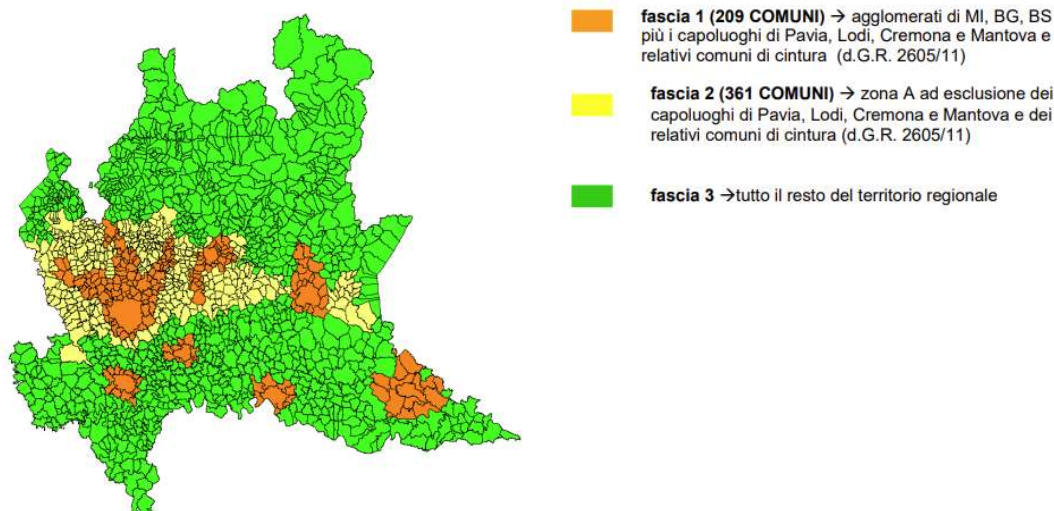 fascia 1 (209 COMUNI) → agglomerati di MI, BG, BS
più i capoluoghi di Pavia, Lodi, Cremona e Mantova e
relativi comuni di cintura (d.G.R. 2605/11)
fascia 2 (361 COMUNI) → zona A ad esclusione dei
capoluoghi di Pavia, Lodi, Cremona e Mantova e dei
relativi comuni di cintura (d.G.R. 2605/11)
fascia 3 →tutto il resto del territorio regionale